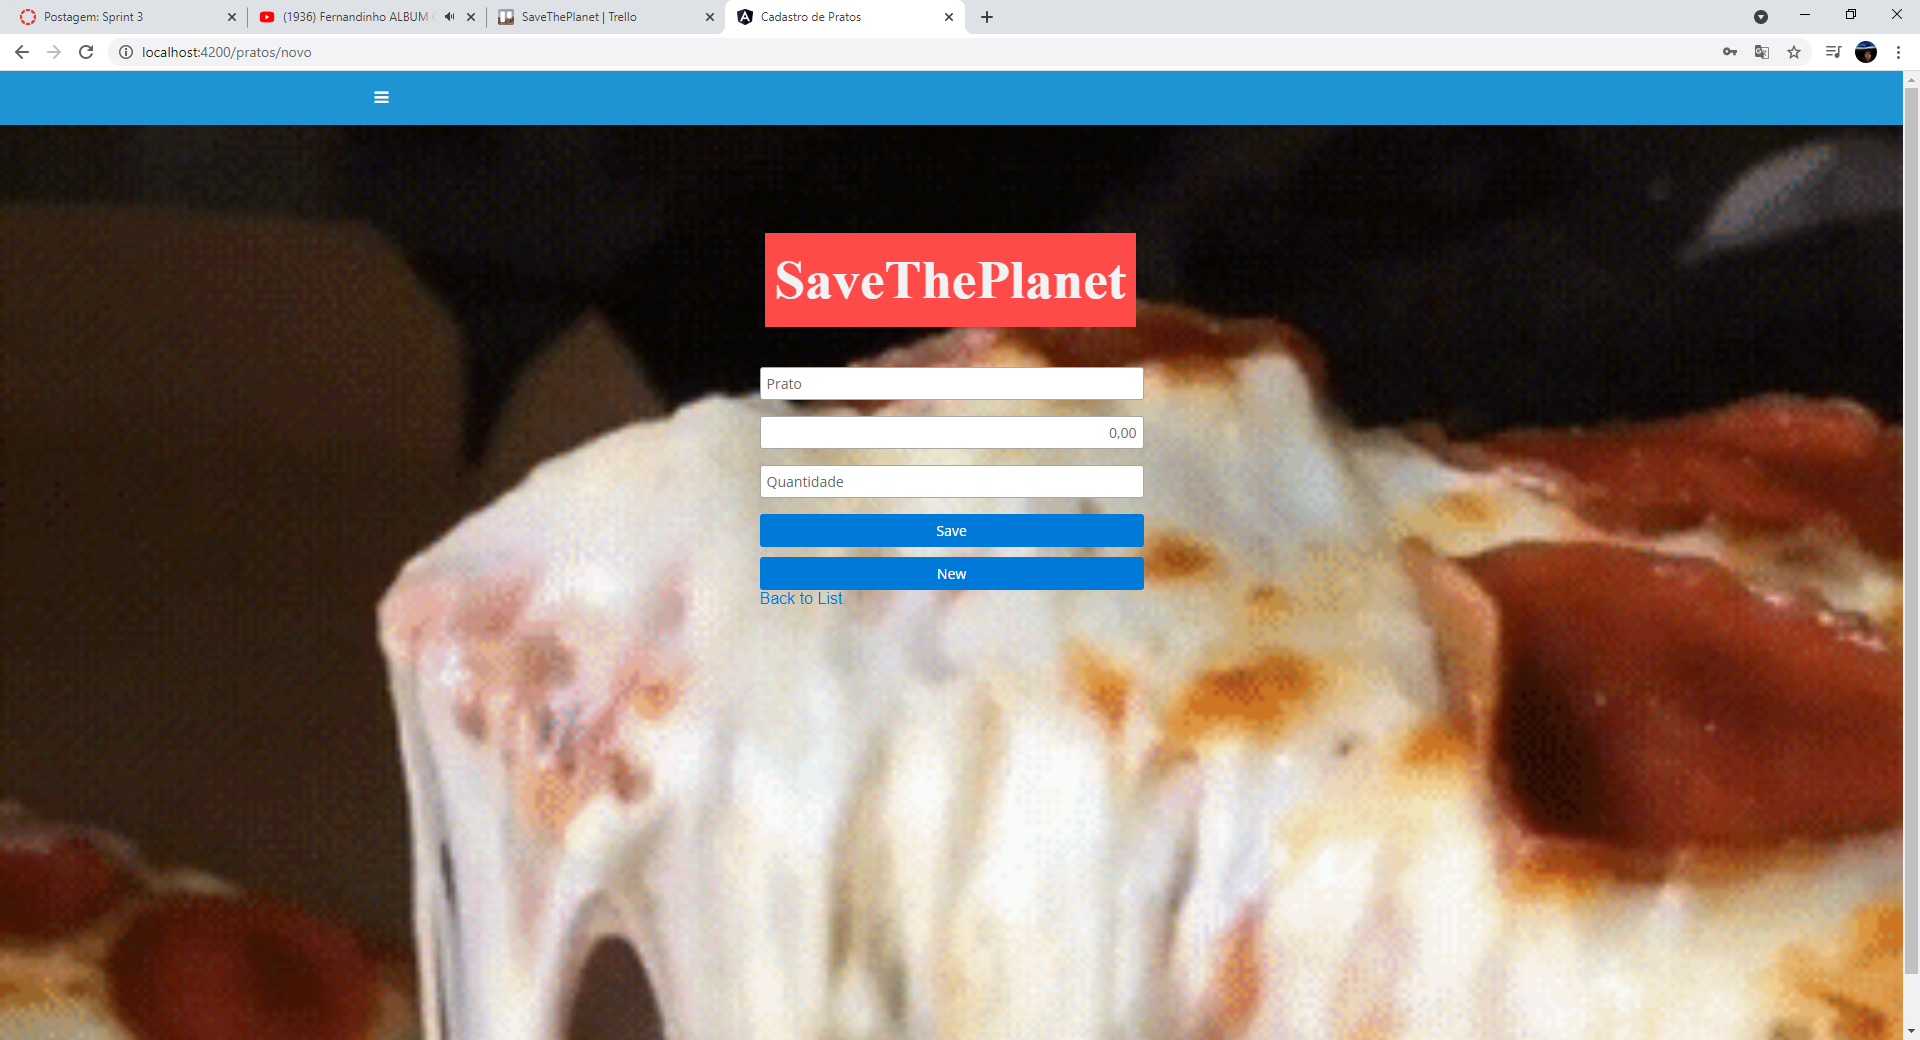 Postagem: Sprint 3
(1936) Fernandinho ALBUM
SaveThePlanet | Trello
Cadastro de Pratos
localhost:4200/pratos/novo
SaveThePlanet
Prato
0,00
Quantidade
Save
New
Back to List